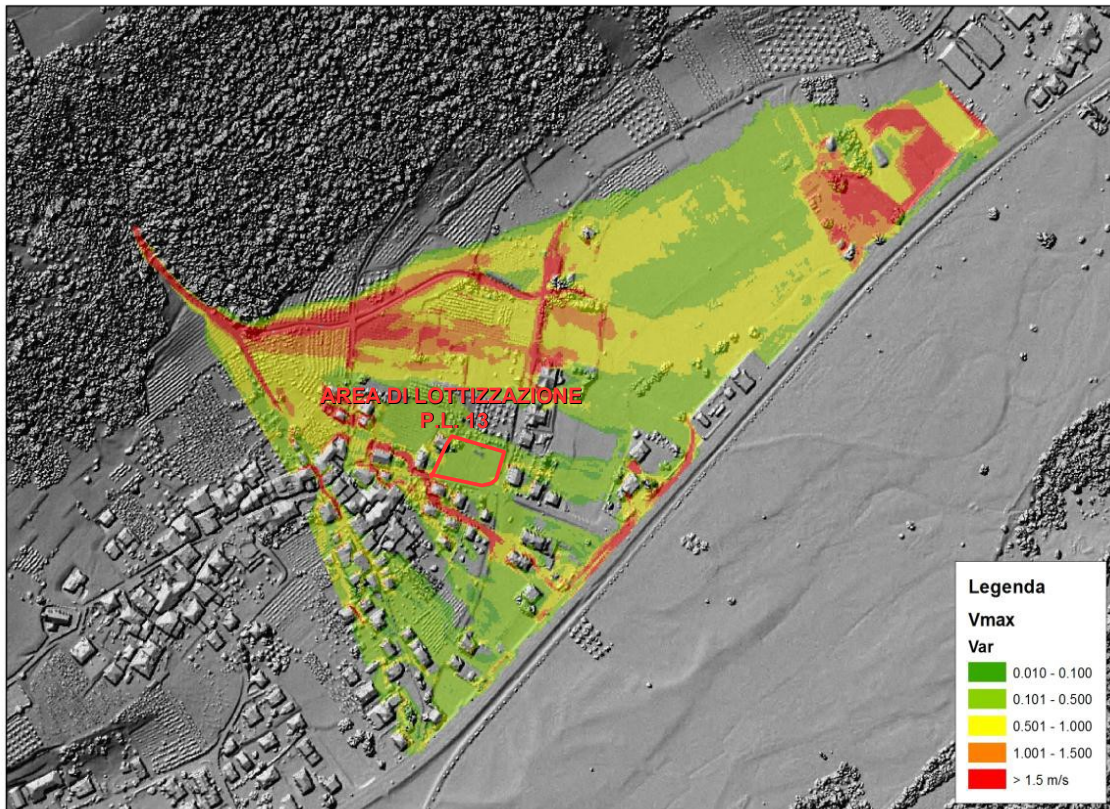 AREA DI LOTTIZZAZIONE
P.L. 13
Legenda
Vmax
Var
0.010 - 0.100
0.101 - 0.500
0.501 - 1.000
1.001 - 1.500
> 1.5 m/s